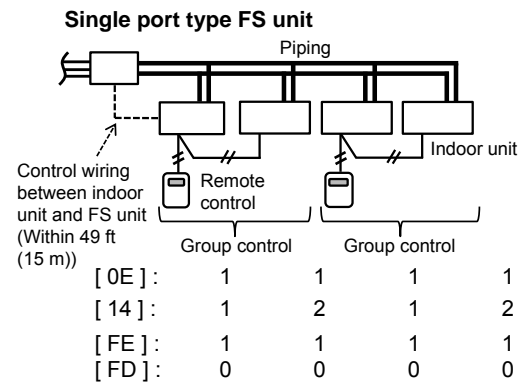 Single port type FS unit
Piping
Indoor unit
Control wiring
between indoor
unit and FS unit
(Within 49 ft
(15 m))
Remote
control
Group control Group control
[ 0E ] : 1 1 1 1
[ 14 ] : 1 2 1 2
[ FE ] : 1 1 1 1
[ FD ] : 0 0 0 0